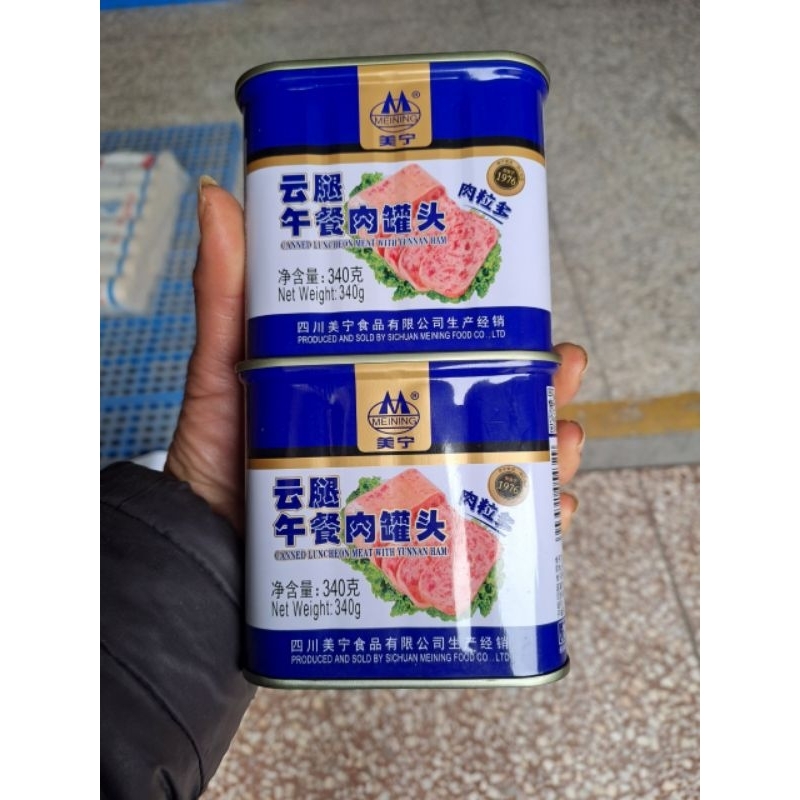 MEINING
®
美宁
1976
云腿
午餐肉罐头
肉粒多
CANNED LUNCHEON MEAT WITH YUNNAN HAM
净含量:340克
Net Weight:340g
四川美宁食品有限公司生产经销
PRODUCED AND SOLD BY SICHUAN MEINING FOOD CO.,LTD
MEINING
®
美宁
1976
云腿
午餐肉罐头
肉粒多
CANNED LUNCHEON MEAT WITH YUNNAN HAM
净含量:340克
Net Weight:340g
四川美宁食品有限公司生产经销
PRODUCED AND SOLD BY SICHUAN MEINING FOOD CO.,LTD